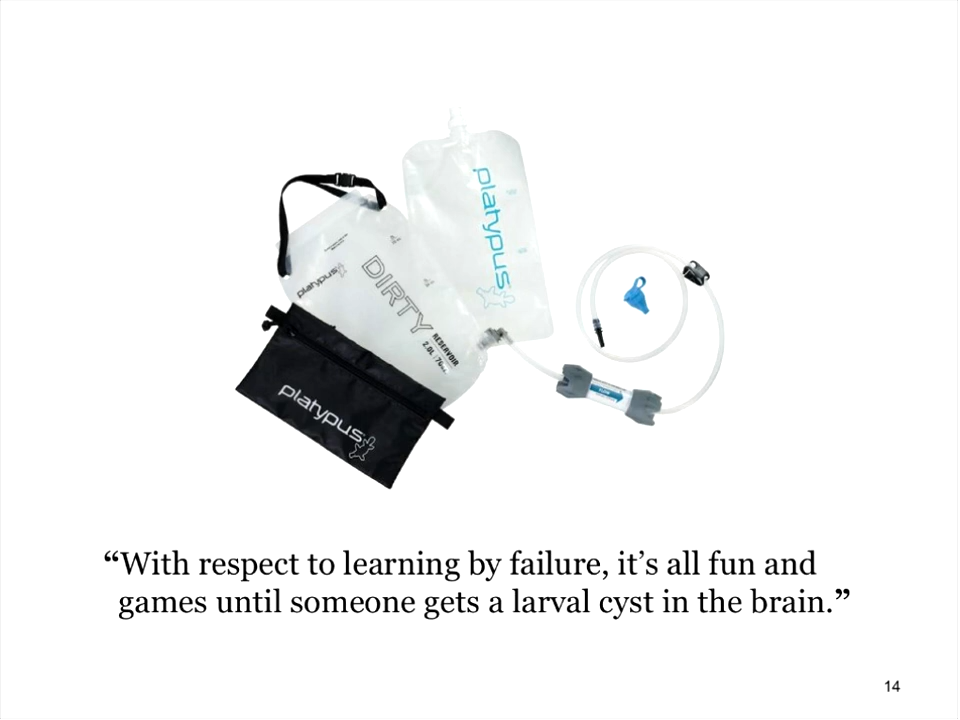 platypus
platypus
DIRTY
RESERVOIR
platypus
FLOW
“With respect to learning by failure, it’s all fun and
games until someone gets a larval cyst in the brain.”
14